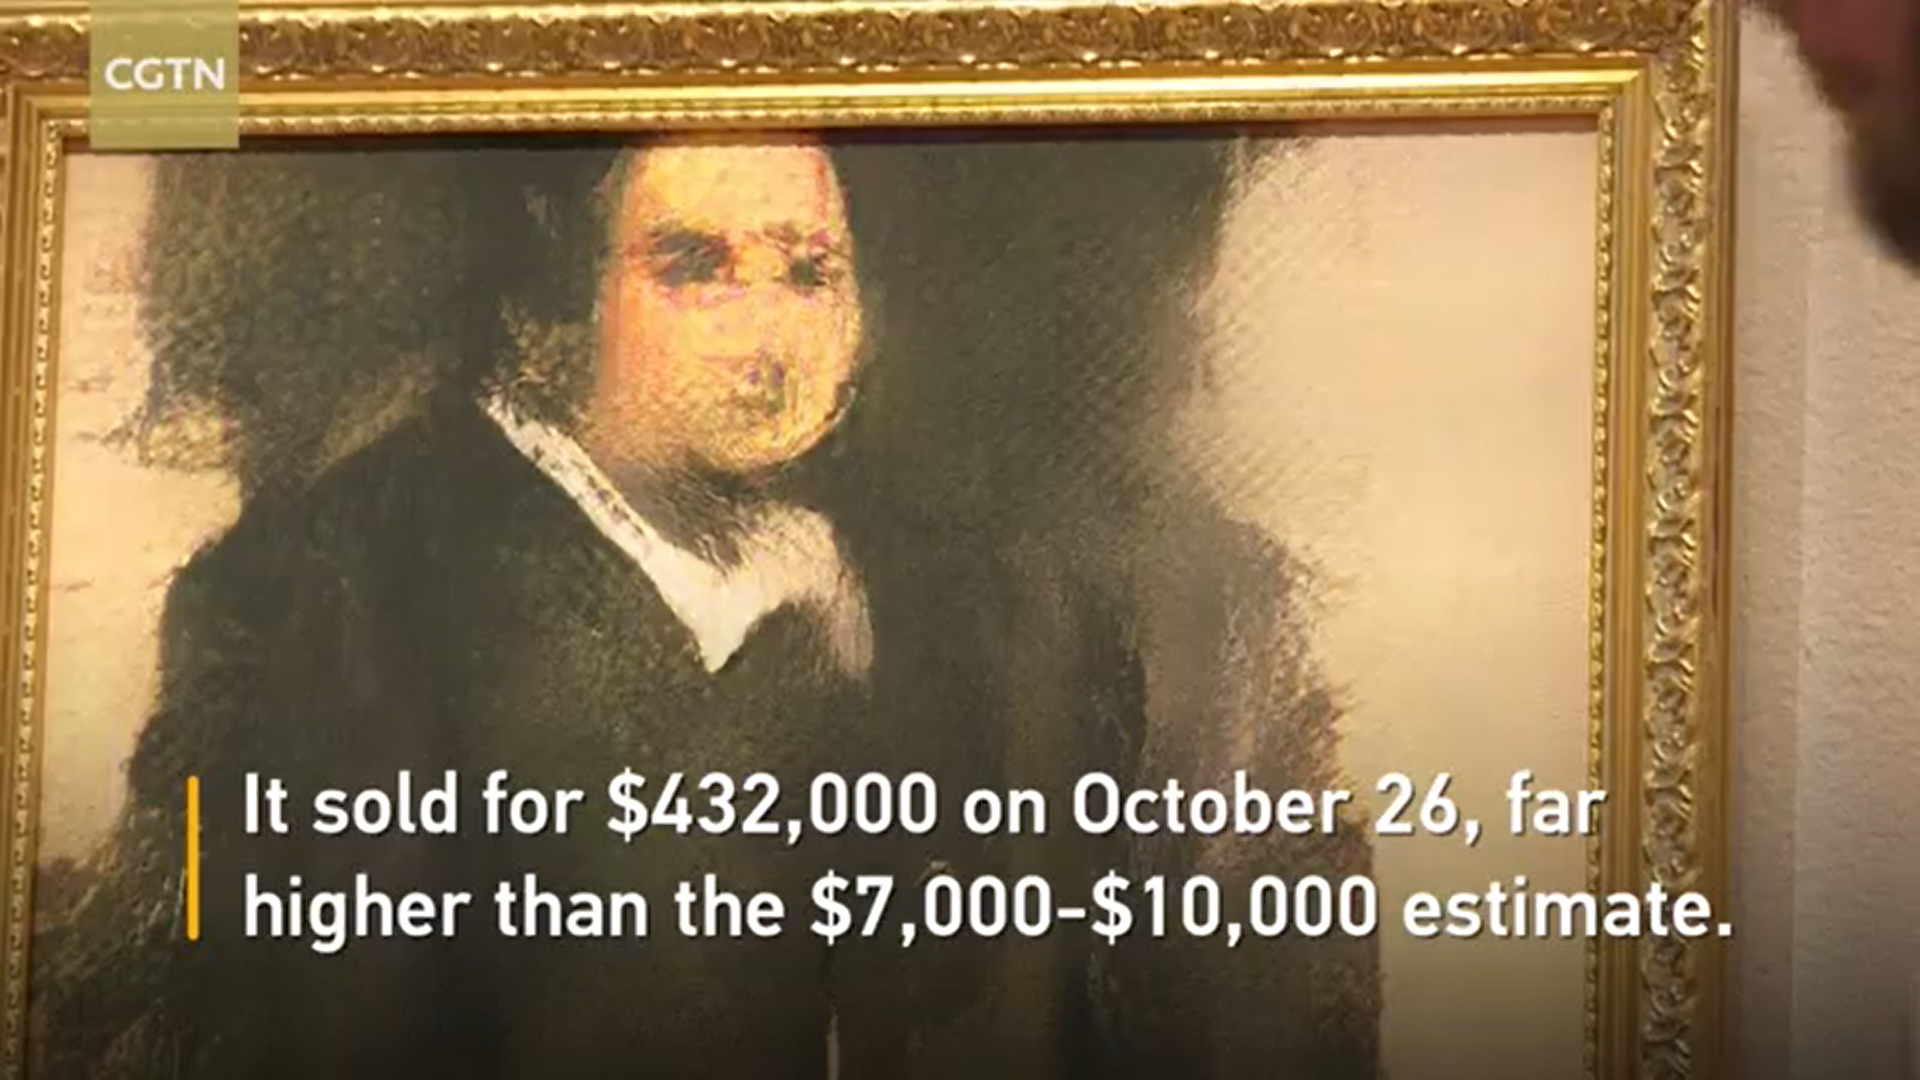 CGTN
It sold for $432,000 on October 26, far
higher than the $7,000-$10,000 estimate.